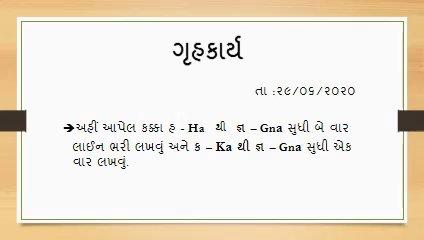 ગૃહકાર્ય
તા :૨૯/૦૬/૨૦૨૦
➔અહીં આપેલ કક્કા હ - Ha થી જ્ઞ – Gna સુધી બે વાર
લાઈન ભરી લખવું અને ક – Ka થી જ્ઞ – Gna સુધી એક
વાર લખવું.